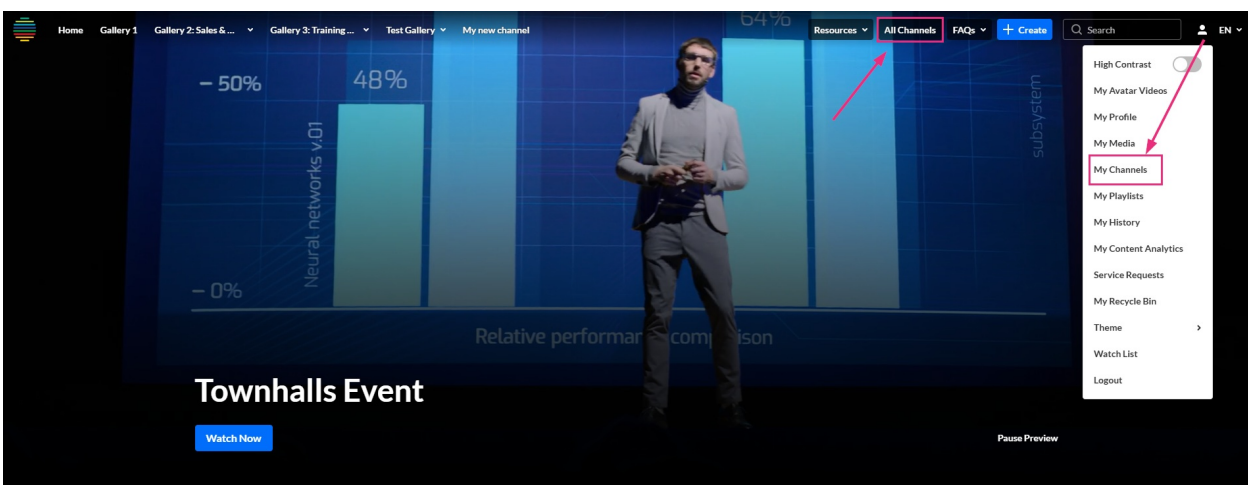 Home Gallery 1 Gallery 2: Sales & ... Gallery 3: Training ... Test Gallery My new channel Resources All Channels FAQs + Create Search EN
64%
High Contrast
My Avatar Videos
My Profile
My Media
My Channels
My Playlists
My History
My Content Analytics
Service Requests
My Recycle Bin
Theme
Watch List
Logout
– 50%
48%
Neural networks v.01
subsystem
– 0%
Relative performan comp ison
Townhalls Event
Watch Now
Pause Preview